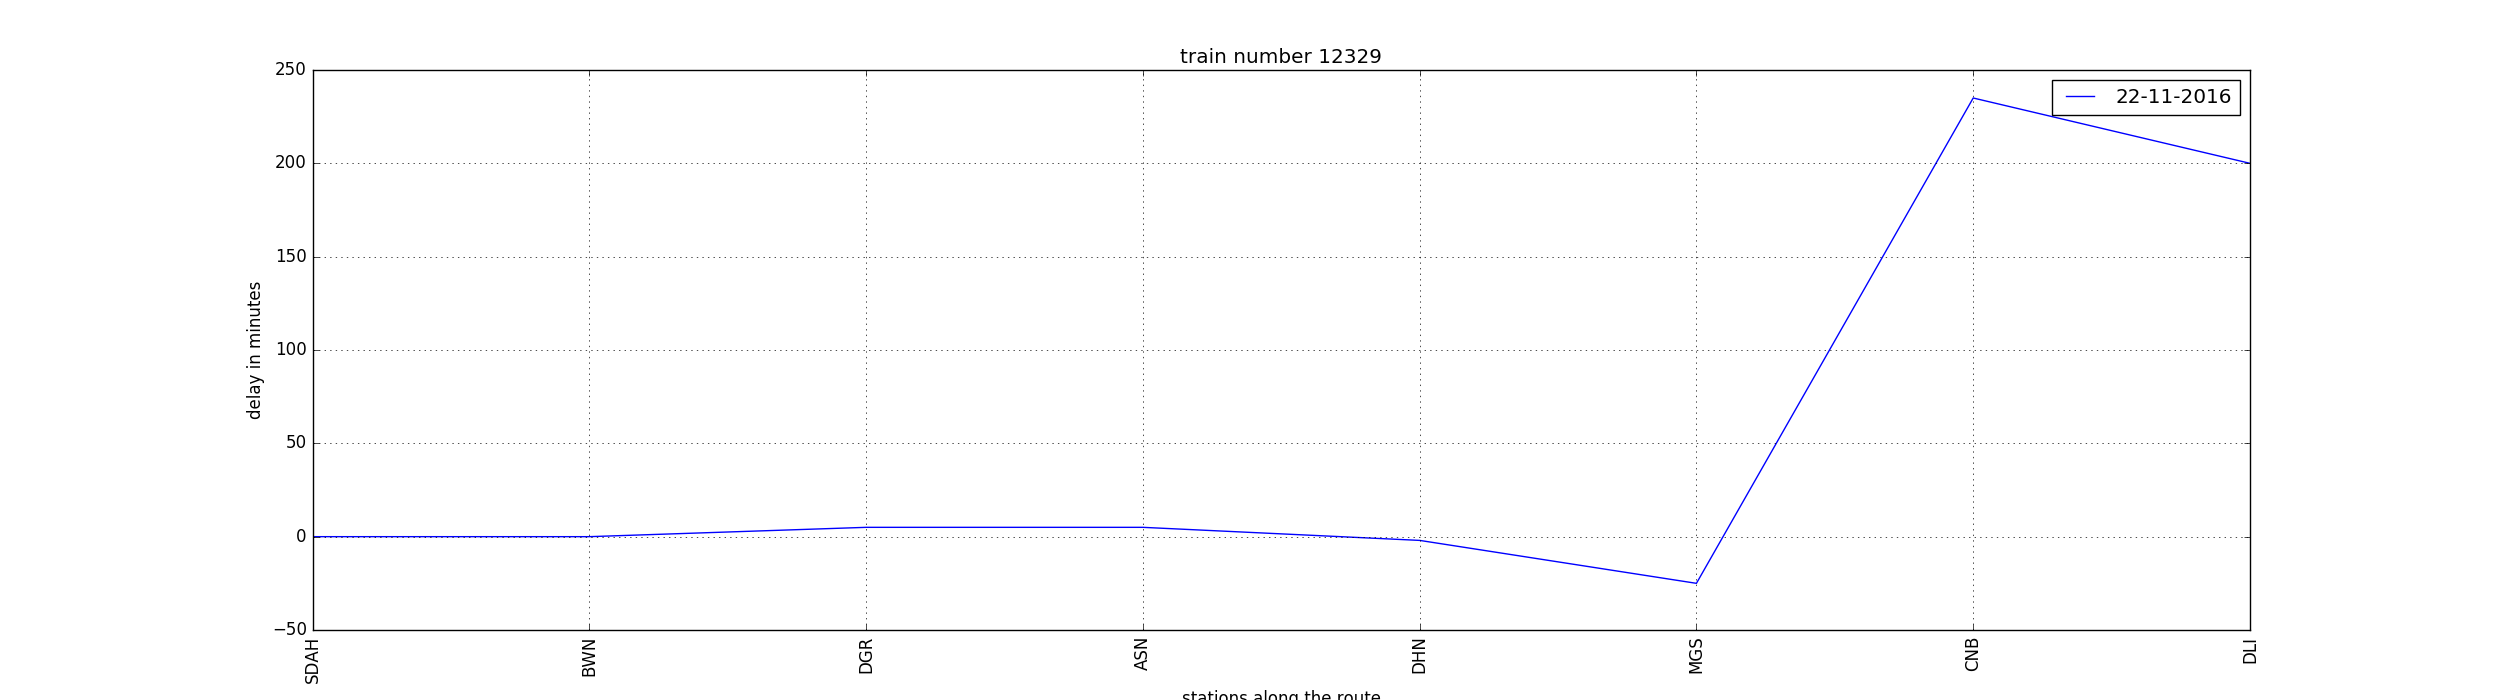 train number 12329
22-11-2016
250
200
150
100
50
0
−50
delay in minutes
SDAH
BWN
DGR
ASN
DHN
MGS
CNB
DLI
stations along the route